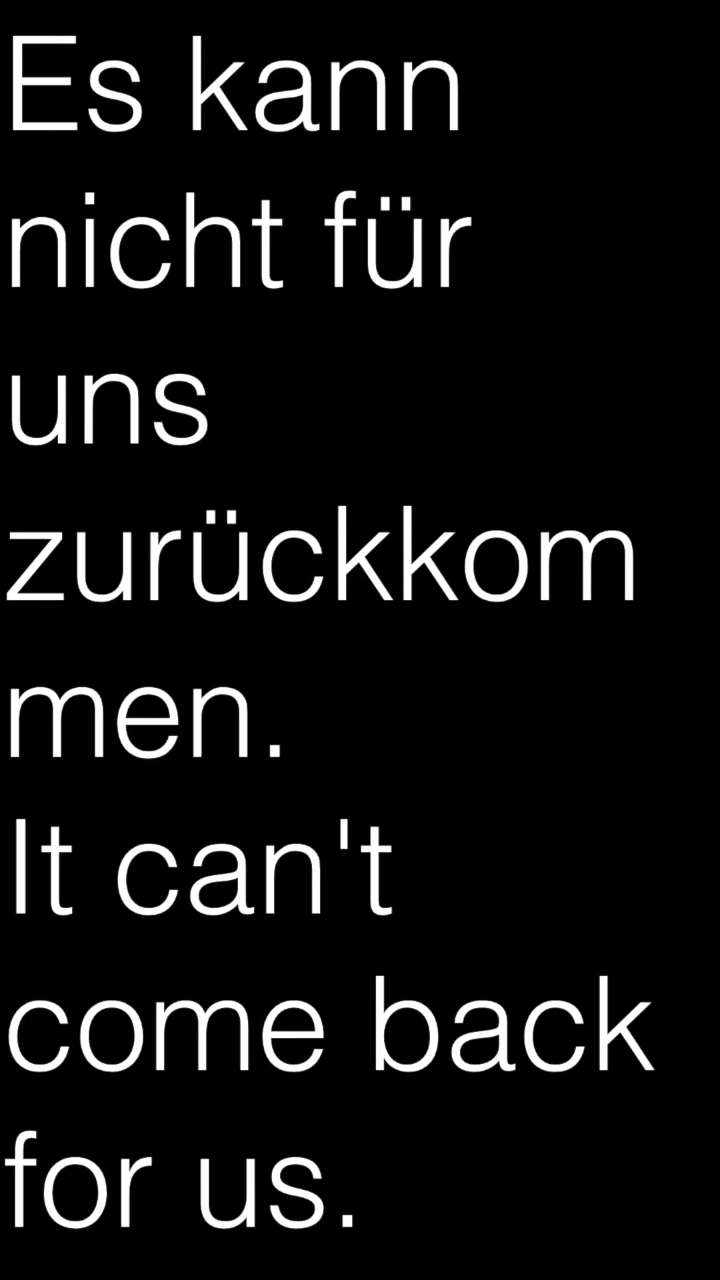 Es kann
nicht für
uns
zurückkom
men.
It can't
come back
for us.